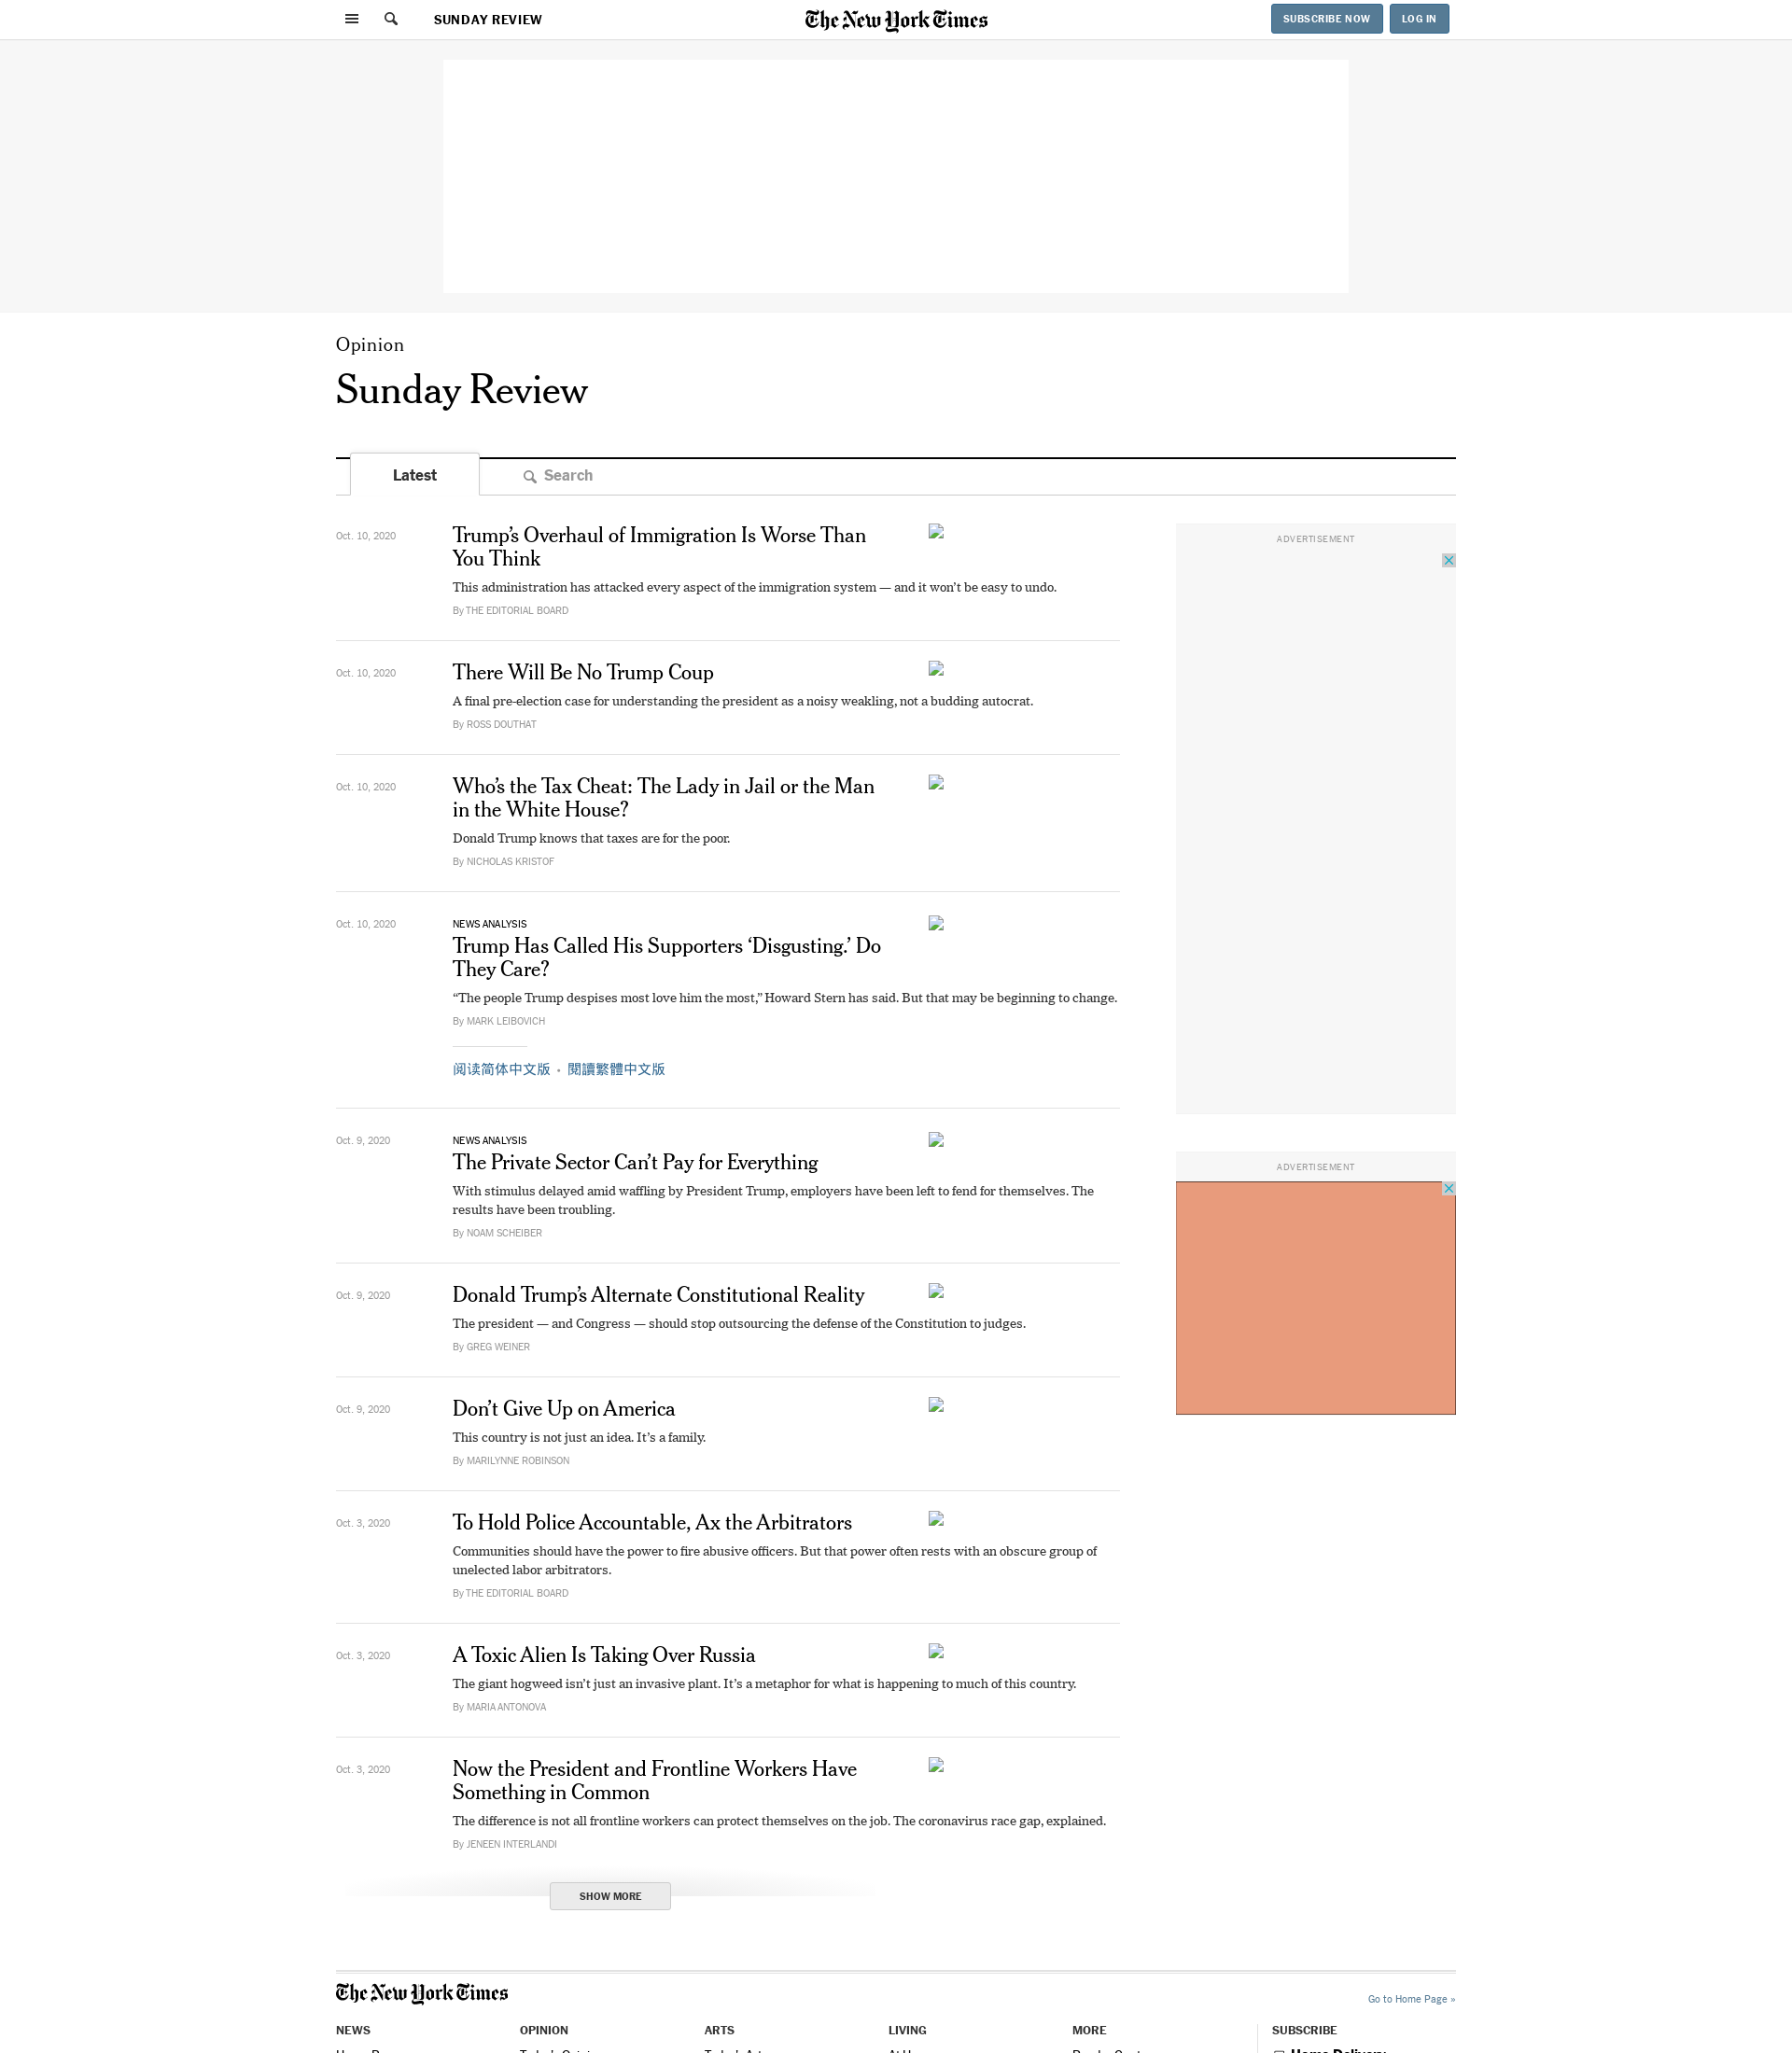 SUNDAY REVIEW
The New York Times
SUBSCRIBE NOW
LOG IN
Opinion
Sunday Review
Latest
Search
Oct. 10, 2020
Trump’s Overhaul of Immigration Is Worse Than
You Think
This administration has attacked every aspect of the immigration system — and it won’t be easy to undo.
By THE EDITORIAL BOARD
Oct. 10, 2020
There Will Be No Trump Coup
A final pre-election case for understanding the president as a noisy weakling, not a budding autocrat.
By ROSS DOUTHAT
Oct. 10, 2020
Who’s the Tax Cheat: The Lady in Jail or the Man
in the White House?
Donald Trump knows that taxes are for the poor.
By NICHOLAS KRISTOF
Oct. 10, 2020
NEWS ANALYSIS
Trump Has Called His Supporters ‘Disgusting.’ Do
They Care?
“The people Trump despises most love him the most,” Howard Stern has said. But that may be beginning to change.
By MARK LEIBOVICH
阅读简体中文版 • 閱讀繁體中文版
Oct. 9, 2020
NEWS ANALYSIS
The Private Sector Can’t Pay for Everything
With stimulus delayed amid waffling by President Trump, employers have been left to fend for themselves. The
results have been troubling.
By NOAM SCHEIBER
Oct. 9, 2020
Donald Trump’s Alternate Constitutional Reality
The president — and Congress — should stop outsourcing the defense of the Constitution to judges.
By GREG WEINER
Oct. 9, 2020
Don’t Give Up on America
This country is not just an idea. It’s a family.
By MARILYNNE ROBINSON
Oct. 3, 2020
To Hold Police Accountable, Ax the Arbitrators
Communities should have the power to fire abusive officers. But that power often rests with an obscure group of
unelected labor arbitrators.
By THE EDITORIAL BOARD
Oct. 3, 2020
A Toxic Alien Is Taking Over Russia
The giant hogweed isn’t just an invasive plant. It’s a metaphor for what is happening to much of this country.
By MARIA ANTONOVA
Oct. 3, 2020
Now the President and Frontline Workers Have
Something in Common
The difference is not all frontline workers can protect themselves on the job. The coronavirus race gap, explained.
By JENEEN INTERLANDI
SHOW MORE
ADVERTISEMENT
ADVERTISEMENT
The New York Times
Go to Home Page »
NEWS
OPINION
ARTS
LIVING
MORE
SUBSCRIBE
Home Delivery